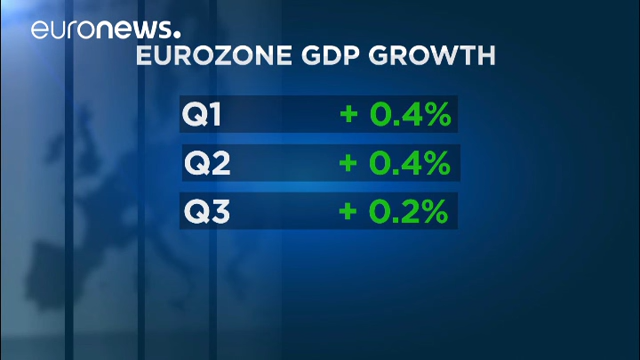 euronews.
EUROZONE GDP GROWTH
Q1 + 0.4%
Q2 + 0.4%
Q3 + 0.2%